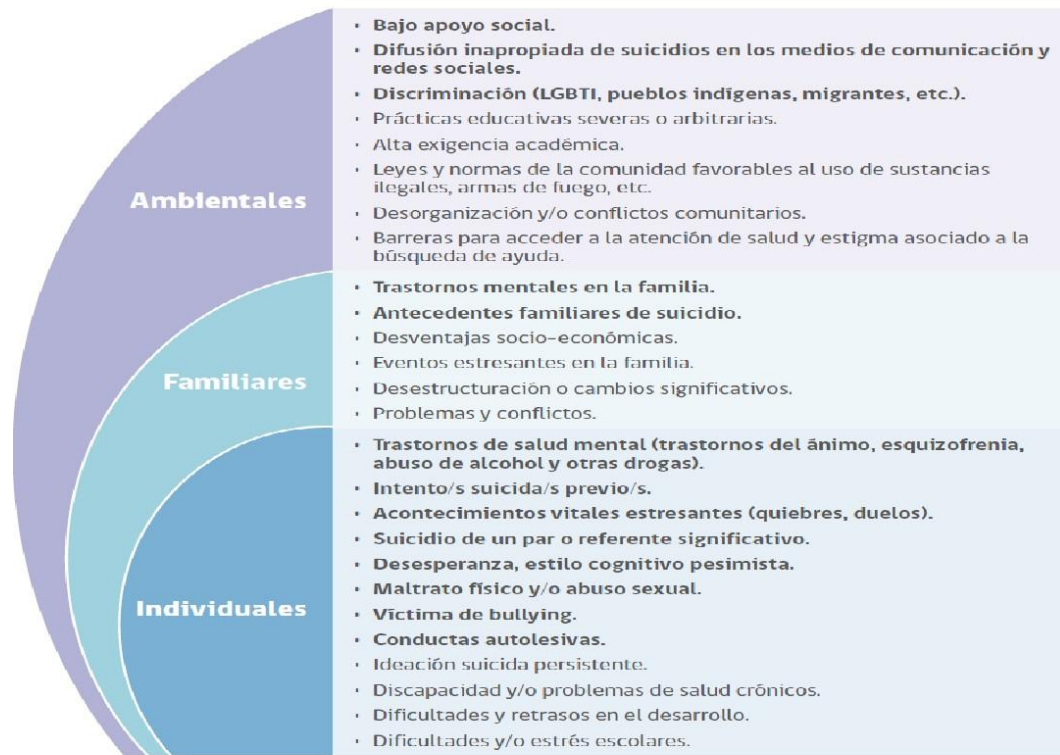 · Bajo apoyo social.
· Difusión inapropiada de suicidios en los medios de comunicación y
redes sociales.
· Discriminación (LGBTI, pueblos indígenas, migrantes, etc.).
· Prácticas educativas severas o arbitrarias.
· Alta exigencia académica.
· Leyes y normas de la comunidad favorables al uso de sustancias
ilegales, armas de fuego, etc.
Ambientales
· Desorganización y/o conflictos comunitarios.
· Barreras para acceder a la atención de salud y estigma asociado a la
búsqueda de ayuda.
· Trastornos mentales en la familia.
· Antecedentes familiares de suicidio.
· Desventajas socio-económicas.
· Eventos estresantes en la familia.
Familiares
· Desestructuración o cambios significativos.
· Problemas y conflictos.
· Trastornos de salud mental (trastornos del ánimo, esquizofrenia,
abuso de alcohol y otras drogas).
· Intento/s suicida/s previo/s.
· Acontecimientos vitales estresantes (quiebres, duelos).
· Suicidio de un par o referente significativo.
· Desesperanza, estilo cognitivo pesimista.
· Maltrato físico y/o abuso sexual.
Individuales
· Víctima de bullying.
· Conductas autolesivas.
· Ideación suicida persistente.
· Discapacidad y/o problemas de salud crónicos.
· Dificultades y retrasos en el desarrollo.
· Dificultades y/o estrés escolares.